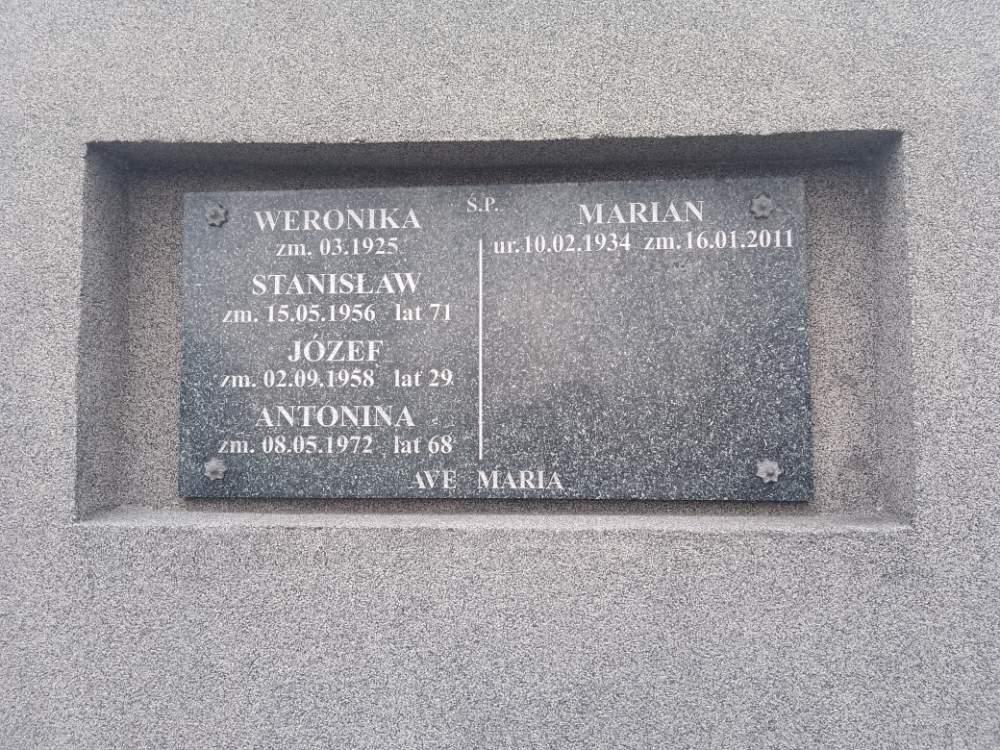 Ś.P.
WERONIKA
zm. 03.1925
STANISŁAW
zm. 15.05.1956 lat 71
JÓZEF
zm. 02.09.1958 lat 29
ANTONINA
zm. 08.05.1972 lat 68
MARIAN
ur.10.02.1934 zm.16.01.2011
AVE MARIA